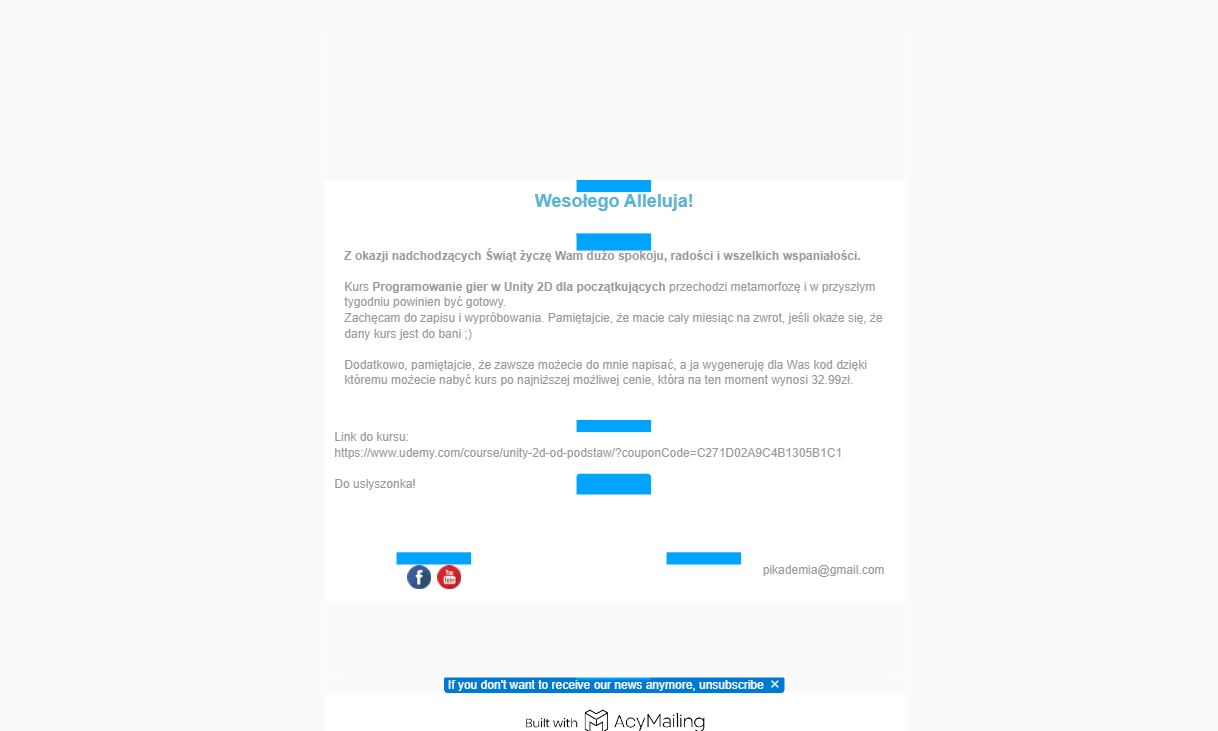 Wesołego Alleluja!
Z okazji nadchodzących Świąt życzę Wam dużo spokoju, radości i wszelkich wspaniałości.
Kurs Programowanie gier w Unity 2D dla początkujących przechodzi metamorfozę i w przyszłym
tygodniu powinien być gotowy.
Zachęcam do zapisu i wypróbowania. Pamiętajcie, że macie cały miesiąc na zwrot, jeśli okaże się, że
dany kurs jest do bani ;)
Dodatkowo, pamiętajcie, że zawsze możecie do mnie napisać, a ja wygeneruję dla Was kod dzięki
któremu możecie nabyć kurs po najniższej możliwej cenie, która na ten moment wynosi 32.99zł.
Link do kursu:
https://www.udemy.com/course/unity-2d-od-podstaw/?couponCode=C271D02A9C4B1305B1C1
Do usłyszonka!
f You Tube
pikademia@gmail.com
If you don't want to receive our news anymore, unsubscribe ✕
Built with AcyMailing